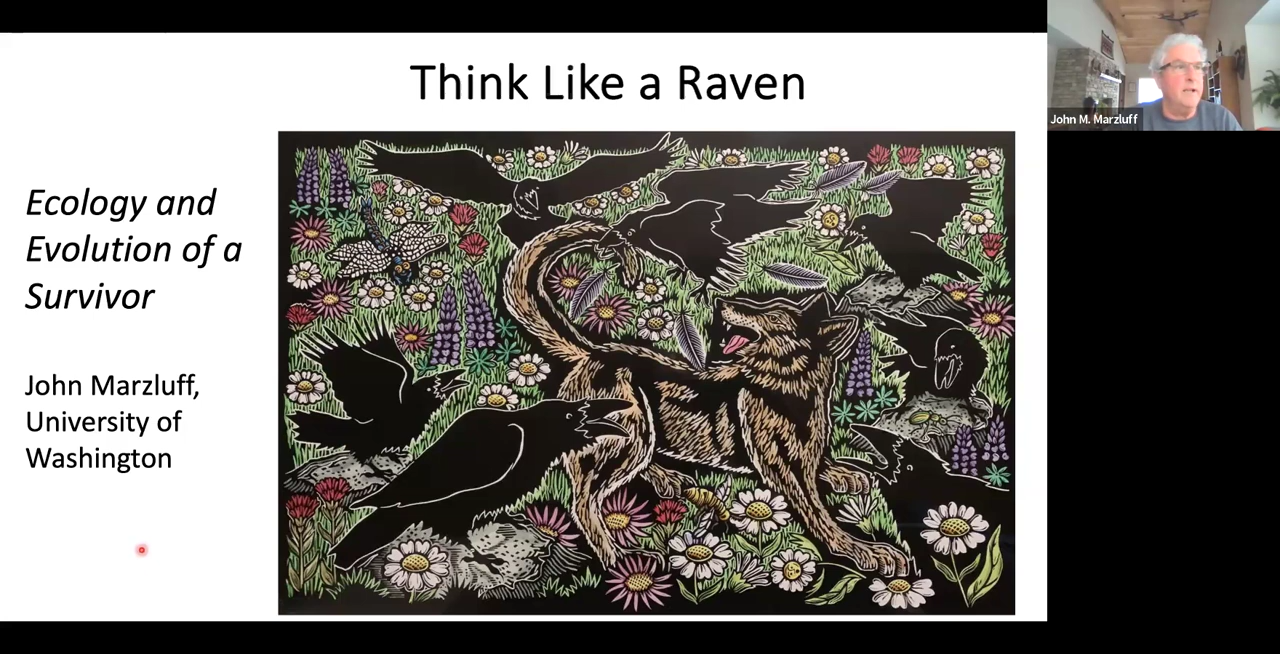 Think Like a Raven
Ecology and
Evolution of a
Survivor
John Marzluff,
University of
Washington
John M. Marzluff